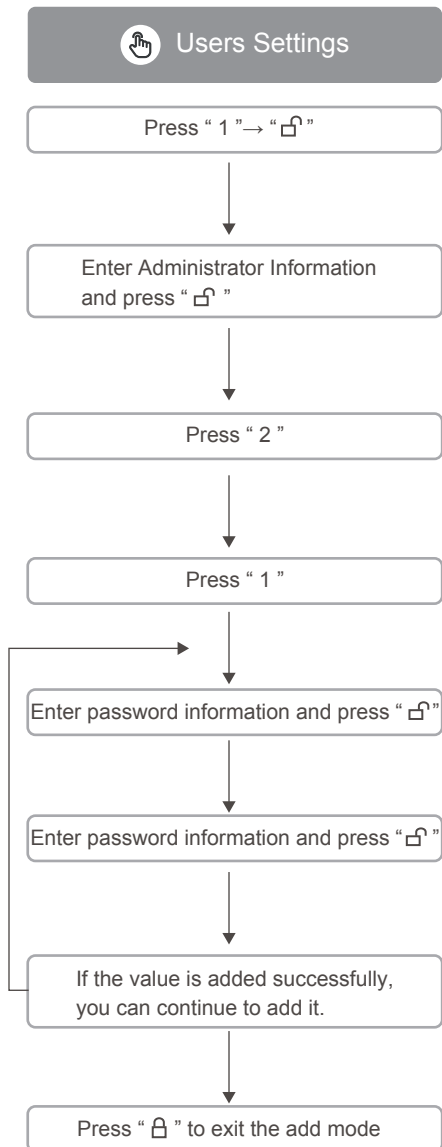 Users Settings
Press “ 1 ”→ “🔓”
Enter Administrator Information
and press “ 🔓 ”
Press “ 2 ”
Press “ 1 ”
Enter password information and press “ 🔓”
Enter password information and press “🔓 ”
If the value is added successfully,
you can continue to add it.
Press “ 🔒 ” to exit the add mode